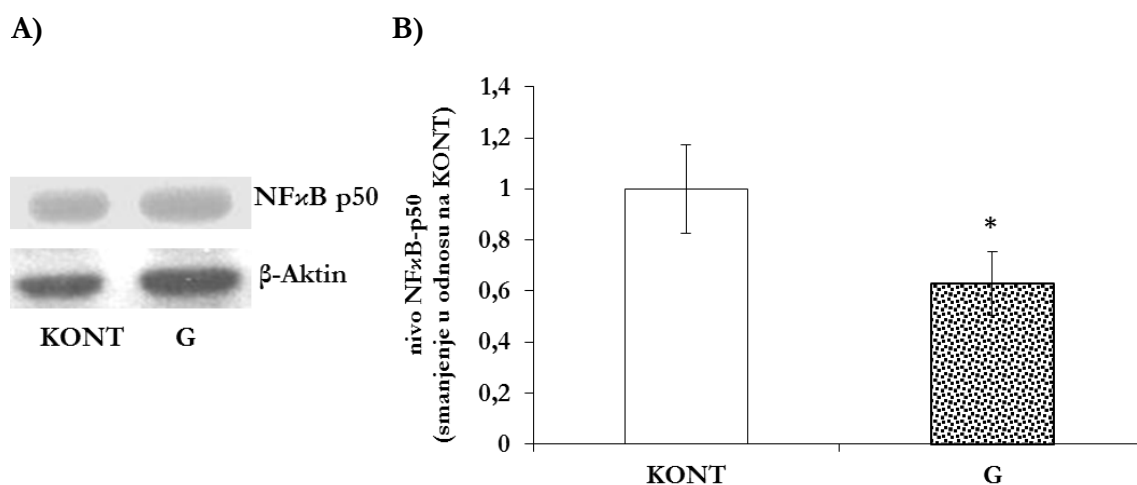 A)
NFϰB p50
β-Aktin
KONT G
B)
nivo NFϰB-p50
(smanjenje u odnosu na KONT)
1,4
1,2
1
0,8
0,6
0,4
0,2
0
*
KONT G